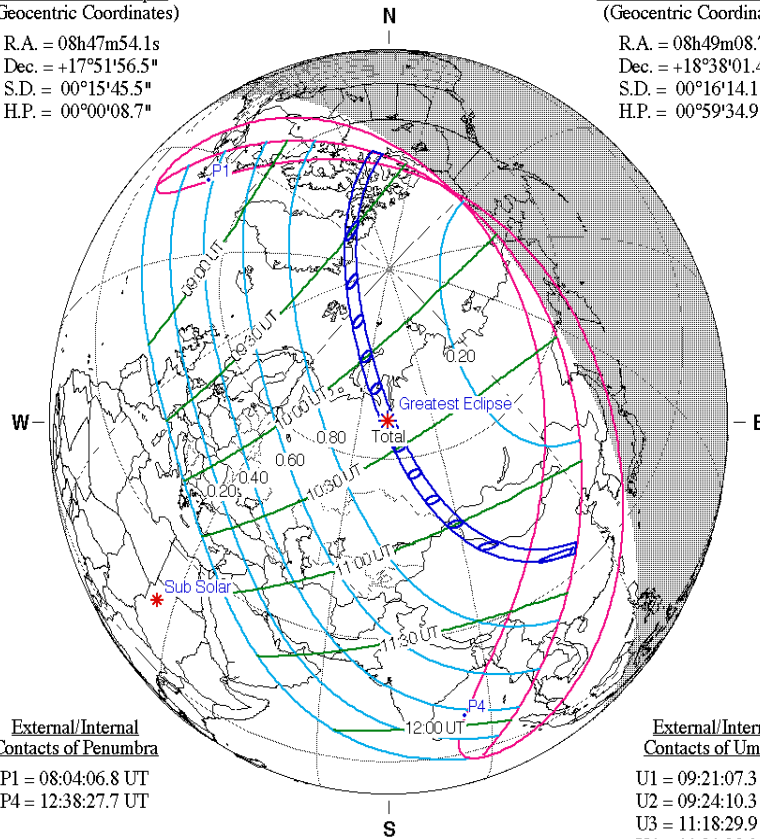 Geocentric Coordinates)
R.A. = 08h47m54.1s
Dec. = +17°51'56.5"
S.D. = 00°15'45.5"
H.P. = 00°00'08.7"
N
(Geocentric Coordina
R.A. = 08h49m08.
Dec. = +18°38'01.4
S.D. = 00°16'14.1
H.P. = 00°59'34.9
P1
09:00 UT
09:30 UT
0.20
10:00 UT
Greatest Eclipse
W
E
Total
0.80
0.60
0.40
0.20
10:30 UT
11:00 UT
Sub Solar
11:30 UT
P4
12:00 UT
External/Internal
Contacts of Penumbra
P1 = 08:04:06.8 UT
P4 = 12:38:27.7 UT
External/Intern
Contacts of Um
U1 = 09:21:07.3
U2 = 09:24:10.3
U3 = 11:18:29.9
S